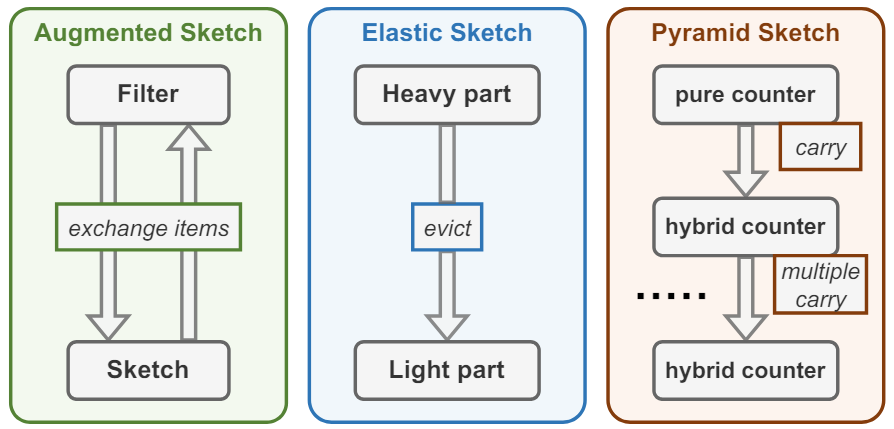 Augmented Sketch
Filter
exchange items
Sketch
Elastic Sketch
Heavy part
evict
Light part
Pyramid Sketch
pure counter
carry
hybrid counter
multiple
carry
.....
hybrid counter